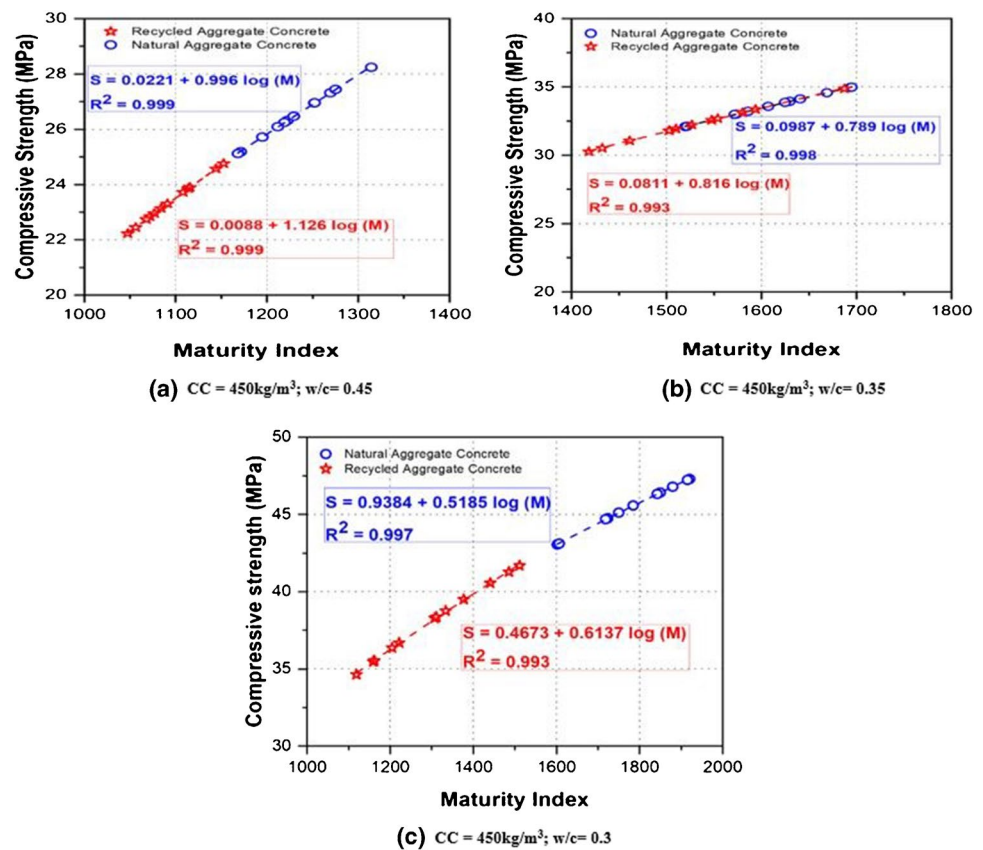 30
28
26
24
22
20
Compressive Strength (MPa)
Recycled Aggregate Concrete
Natural Aggregate Concrete
S = 0.0221 + 0.996 log (M)
R² = 0.999
S = 0.0088 + 1.126 log (M)
R² = 0.999
1000 1100 1200 1300 1400
Maturity Index
(a) CC = 450kg/m³; w/c= 0.45
40
35
30
25
20
Compressive Strength (MPa)
Natural Aggregate Concrete
Recycled Aggregate Concrete
S = 0.0987 + 0.789 log (M)
R² = 0.998
S = 0.0811 + 0.816 log (M)
R² = 0.993
1400 1500 1600 1700 1800
Maturity Index
(b) CC = 450kg/m³; w/c= 0.35
50
45
40
35
30
Compressive strength (MPa)
Natural Aggregate Concrete
Recycled Aggregate Concrete
S = 0.9384 + 0.5185 log (M)
R² = 0.997
S = 0.4673 + 0.6137 log (M)
R² = 0.993
1000 1200 1400 1600 1800 2000
Maturity Index
(c) CC = 450kg/m³; w/c= 0.3